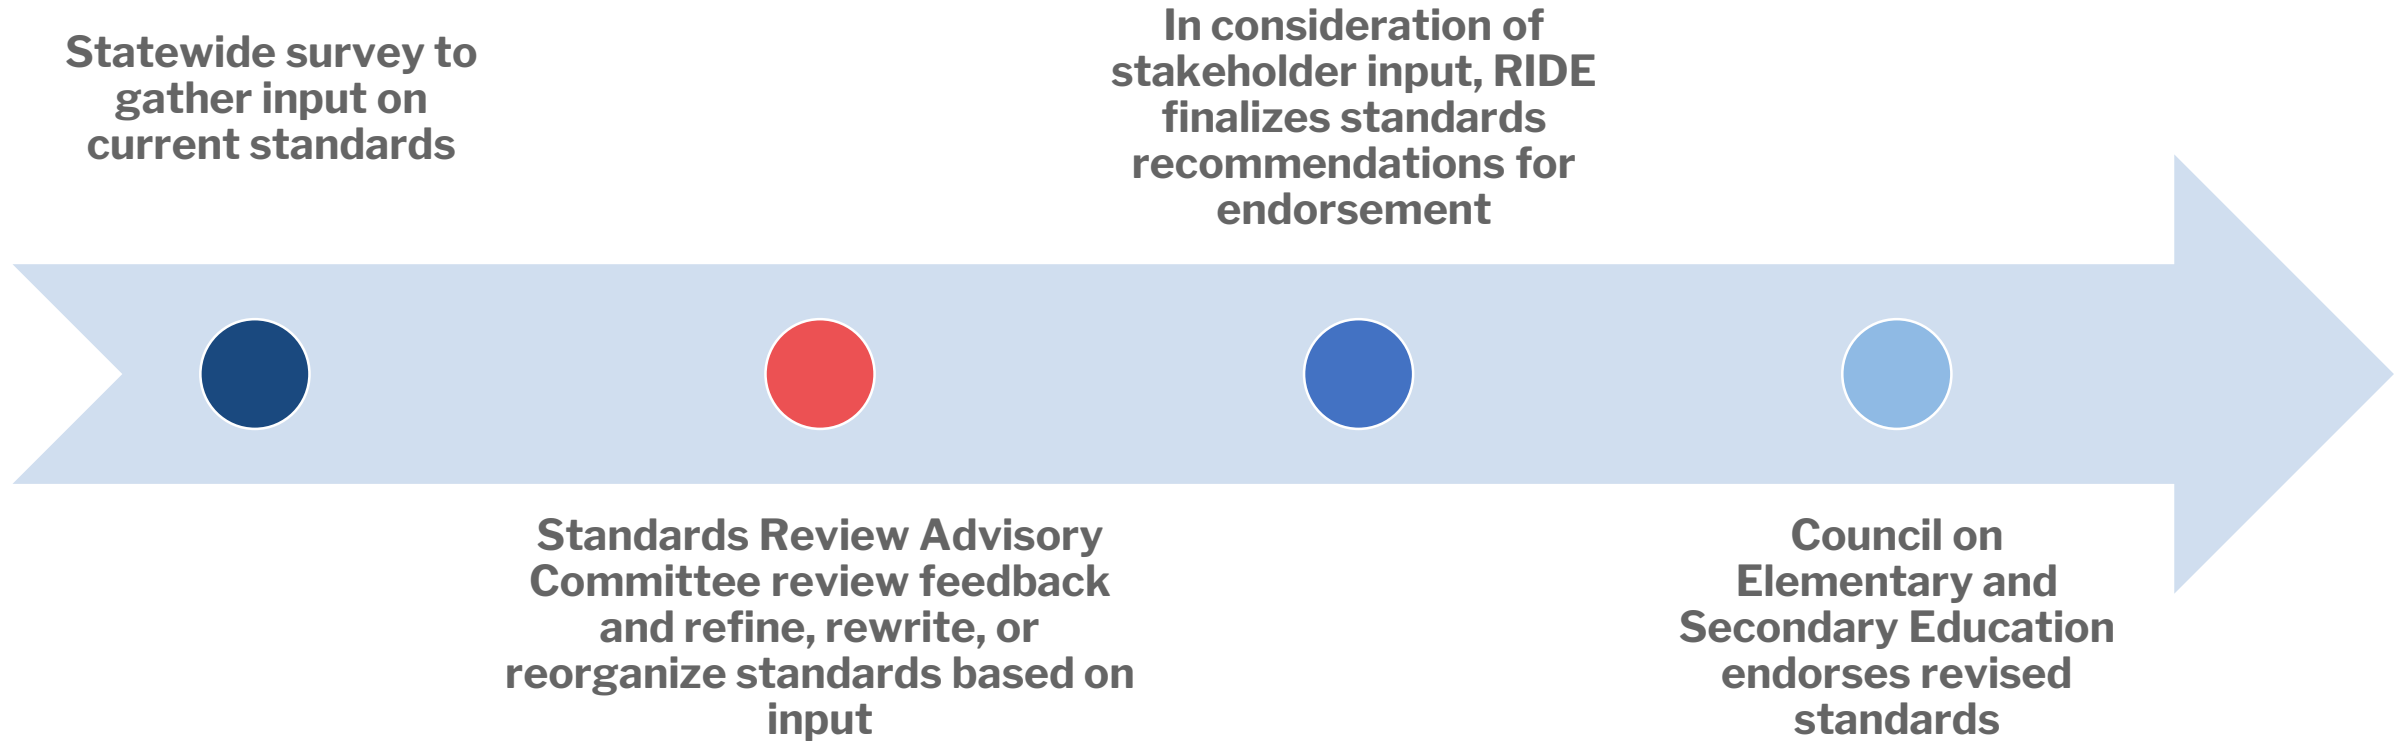 Statewide survey to
gather input on
current standards
Standards Review Advisory
Committee review feedback
and refine, rewrite, or
reorganize standards based on
input
In consideration of
stakeholder input, RIDE
finalizes standards
recommendations for
endorsement
Council on
Elementary and
Secondary Education
endorses revised
standards